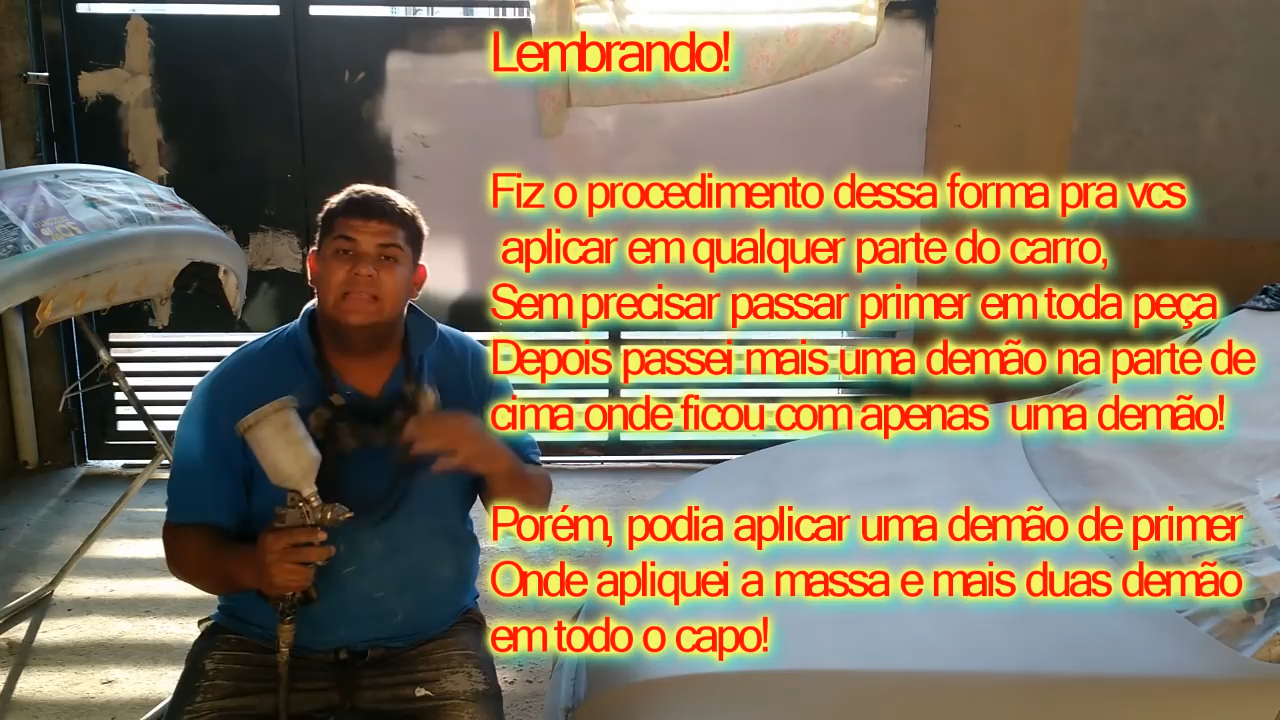 Lembrando!
Fiz o procedimento dessa forma pra vcs
aplicar em qualquer parte do carro,
Sem precisar passar primer em toda peça
Depois passei mais uma demão na parte de
cima onde ficou com apenas uma demão!
Porém, podia aplicar uma demão de primer
Onde apliquei a massa e mais duas demão
em todo o capo!